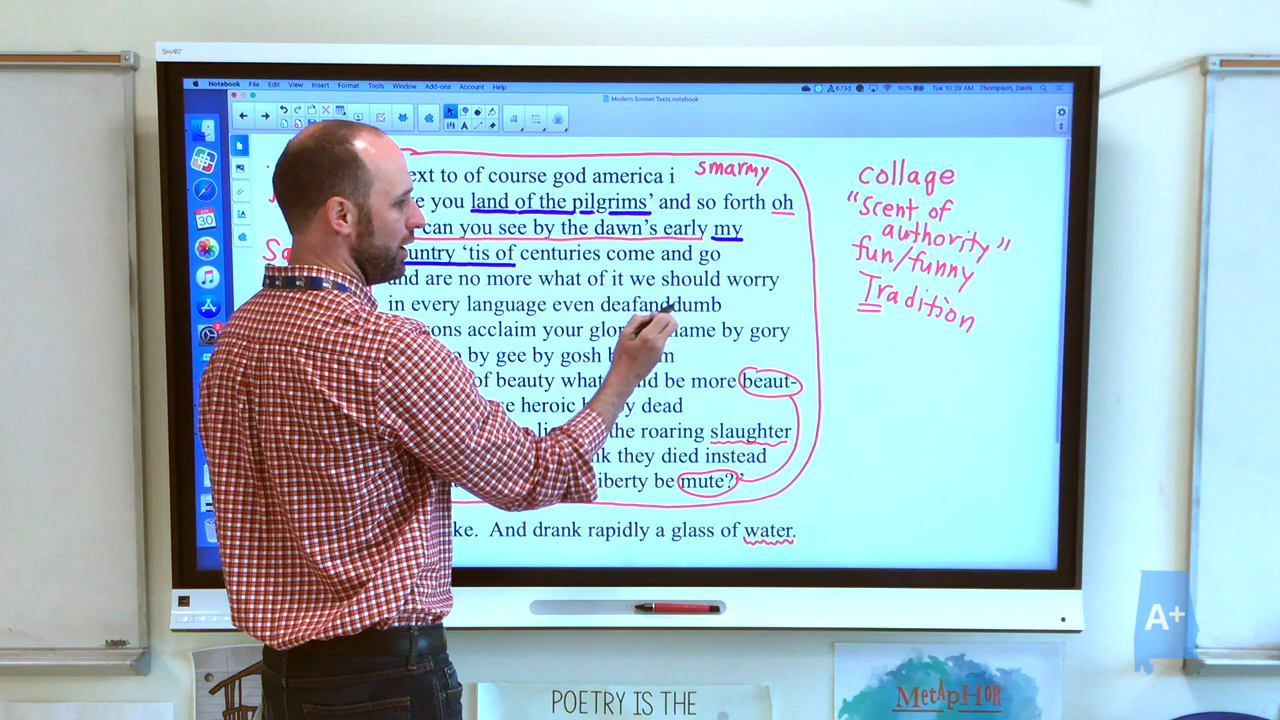 SMART
Notebook File Edit View Insert Format Tools Window Add-ons Account Help
100% Tue 10:39 AM Thompson, Davis
Modern Sonnet Texts.notebook
ext to of course god america i
smarmy
e you land of the pilgrims' and so forth oh
can you see by the dawn's early my
ountry 'tis of centuries come and go
and are no more what of it we should worry
in every language even deafanddumb
sons acclaim your glor name by gory
by gee by gosh b m
of beauty what ld be more beaut-
e heroic h py dead
li the roaring slaughter
nk they died instead
iberty be mute?"
ke. And drank rapidly a glass of water.
collage
"Scent of
authority"
fun/funny
Tradition
30
A+
POETRY IS THE
METAPHOR